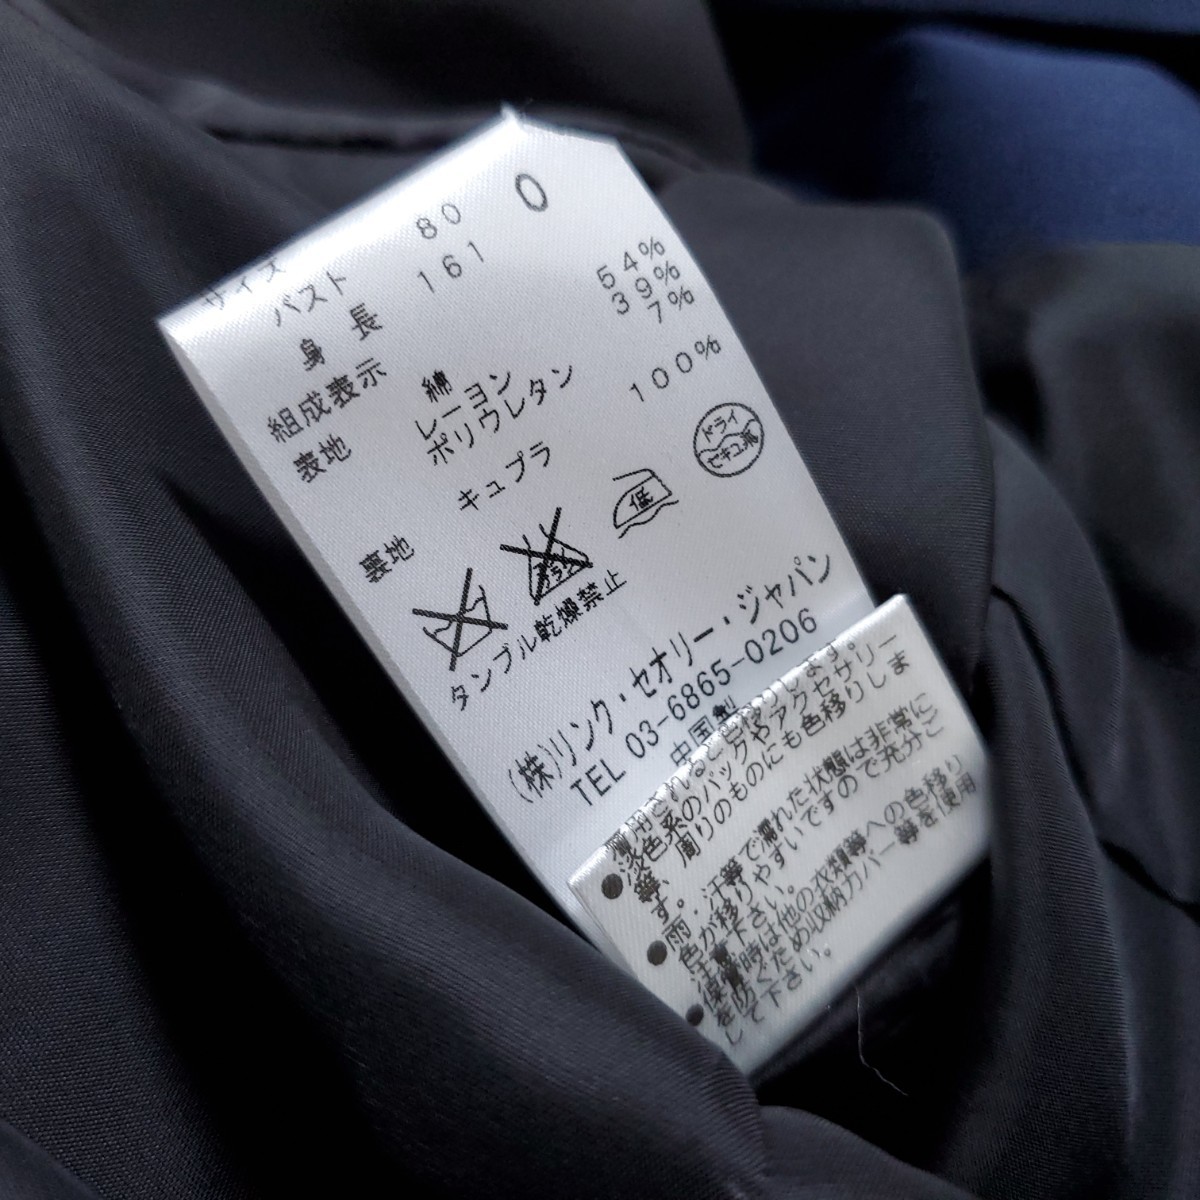 サイズ 0
バスト 80
身長 161
組成表示
表地 綿 54%
レーヨン 39%
ポリウレタン 7%
裏地 キュプラ 100%
低
ドライ
セキユ系
タンブル乾燥禁止
(株)リンク・セオリー・ジャパン
TEL 03-6865-0206
中国製
淡色系のバッグやアクセサリー
等周りのものにも色移りしま
す。
●雨・汗等で濡れた状態は非常に
色が移りやすいですので充分ご
注意下さい。
は他の衣類等への色移り
を防ぐため収納カバー等を使用
して下さい。